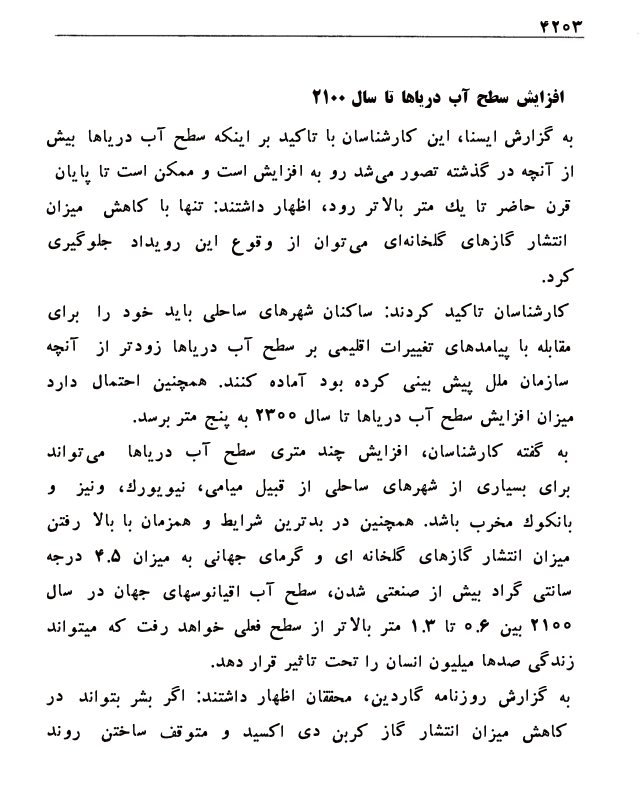 ۴۲۵۳
افزایش سطح آب دریاها تا سال ۲۱۰۰
به گزارش ایسنا، این کارشناسان با تاکید بر اینکه سطح آب دریاها بیش
از آنچه در گذشته تصور می‌شد رو به افزایش است و ممکن است تا پایان
قرن حاضر تا يك متر بالاتر رود، اظهار داشتند: تنها با کاهش میزان
انتشار گازهای گلخانه‌ای می‌توان از وقوع این رویداد جلوگیری
کرد.
کارشناسان تاکید کردند: ساکنان شهرهای ساحلی باید خود را برای
مقابله با پیامدهای تغییرات اقلیمی بر سطح آب دریاها زودتر از آنچه
سازمان ملل پیش بینی کرده بود آماده کنند. همچنین احتمال دارد
میزان افزایش سطح آب دریاها تا سال ۲۳۰۰ به پنج متر برسد.
به گفته کارشناسان، افزایش چند متری سطح آب دریاها می‌تواند
برای بسیاری از شهرهای ساحلی از قبیل میامی، نیویورك، ونیز و
بانکوك مخرب باشد. همچنین در بدترین شرایط و همزمان با بالا رفتن
میزان انتشار گازهای گلخانه ای و گرمای جهانی به میزان ۴.۵ درجه
سانتی گراد بیش از صنعتی شدن، سطح آب اقیانوسهای جهان در سال
۲۱۰۰ بین ۰.۶ تا ۱.۳ متر بالاتر از سطح فعلی خواهد رفت که میتواند
زندگی صدها میلیون انسان را تحت تاثیر قرار دهد.
به گزارش روزنامه گاردین، محققان اظهار داشتند: اگر بشر بتواند در
کاهش میزان انتشار گاز کربن دی اکسید و متوقف ساختن روند